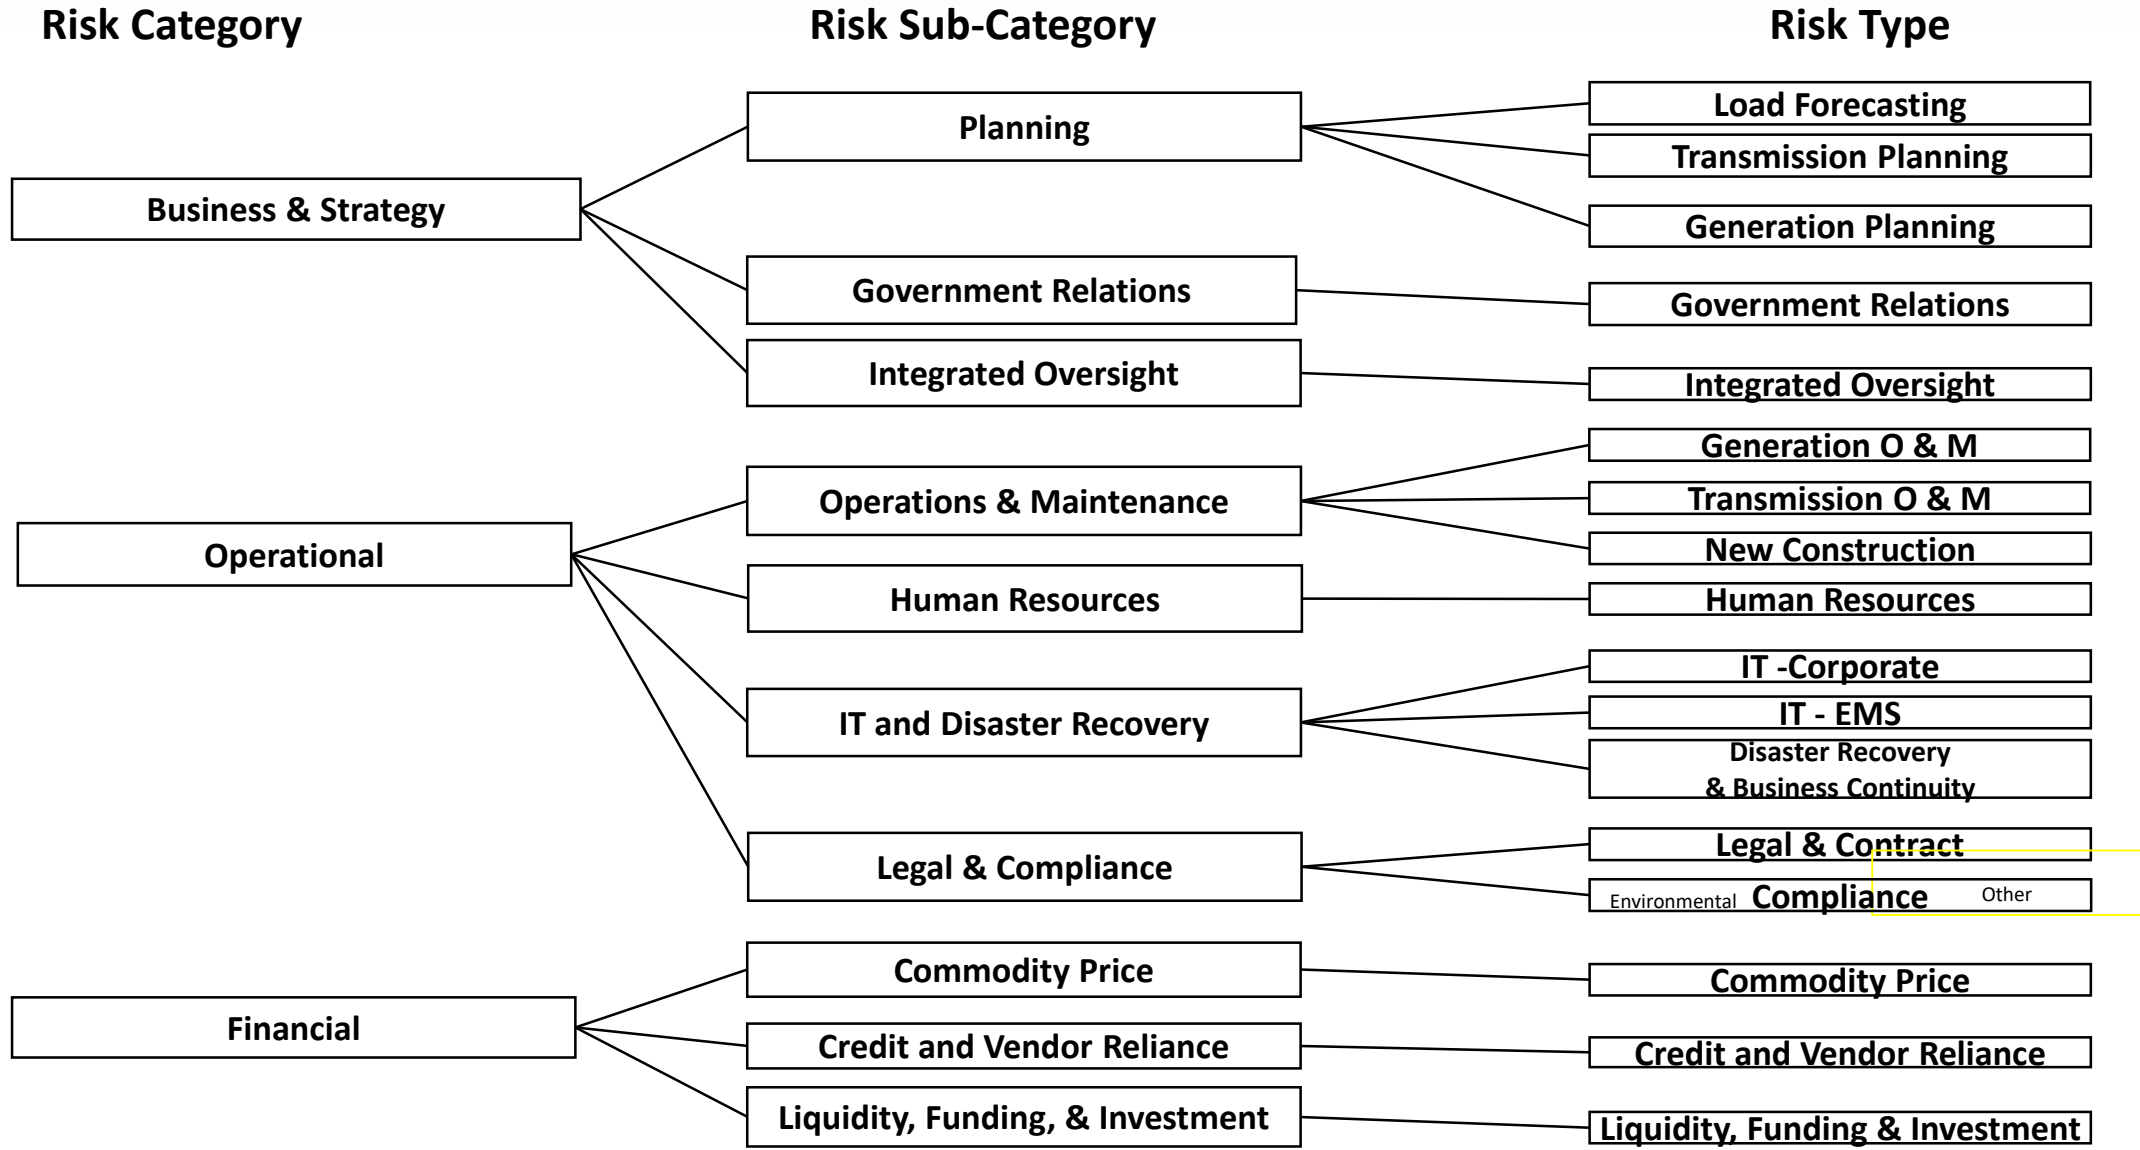 Risk Category
Risk Sub-Category
Risk Type
Business & Strategy
Planning
Load Forecasting
Transmission Planning
Generation Planning
Government Relations
Government Relations
Integrated Oversight
Integrated Oversight
Operational
Operations & Maintenance
Generation O & M
Transmission O & M
New Construction
Human Resources
Human Resources
IT and Disaster Recovery
IT -Corporate
IT - EMS
Disaster Recovery
& Business Continuity
Legal & Compliance
Legal & Contract
Environmental Compliance Other
Financial
Commodity Price
Commodity Price
Credit and Vendor Reliance
Credit and Vendor Reliance
Liquidity, Funding, & Investment
Liquidity, Funding & Investment